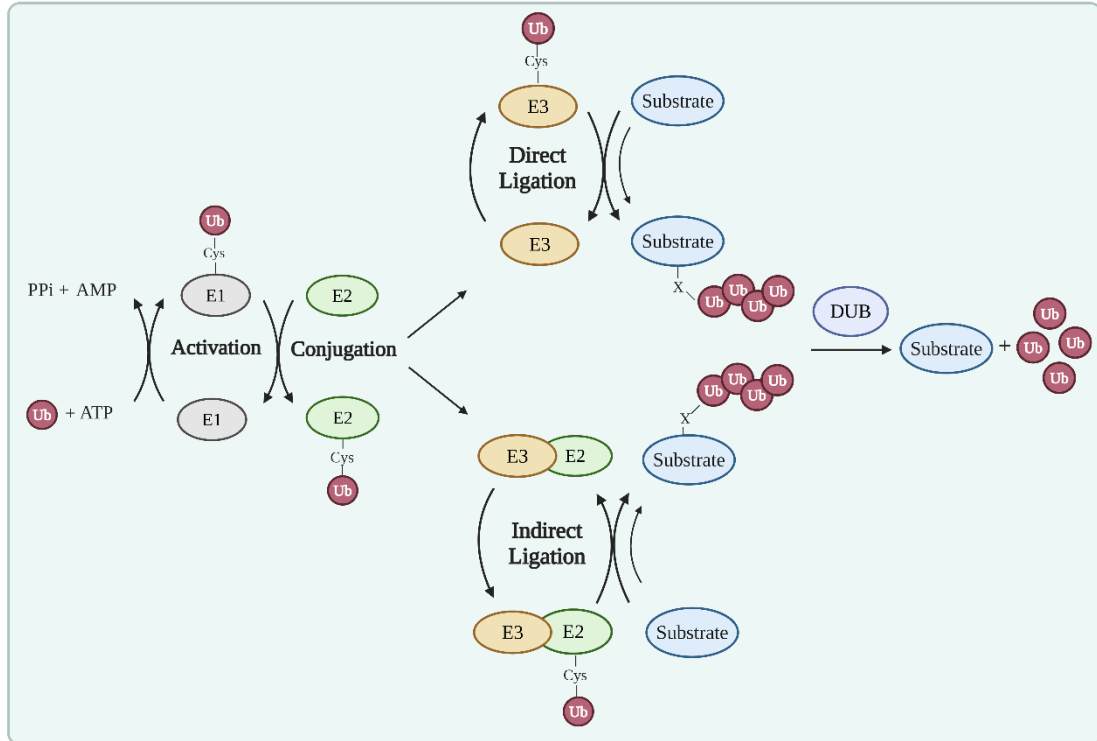 Ub
Cys
E3
Substrate
Direct
Ligation
E3
Substrate
X
Ub Ub Ub Ub
Ub
Cys
PPi + AMP
E1
E2
Activation
Conjugation
Ub + ATP
E1
E2
Cys
Ub
DUB
Substrate + Ub Ub Ub Ub
Ub Ub Ub Ub
X
E3 E2
Substrate
Indirect
Ligation
E3 E2
Substrate
Cys
Ub